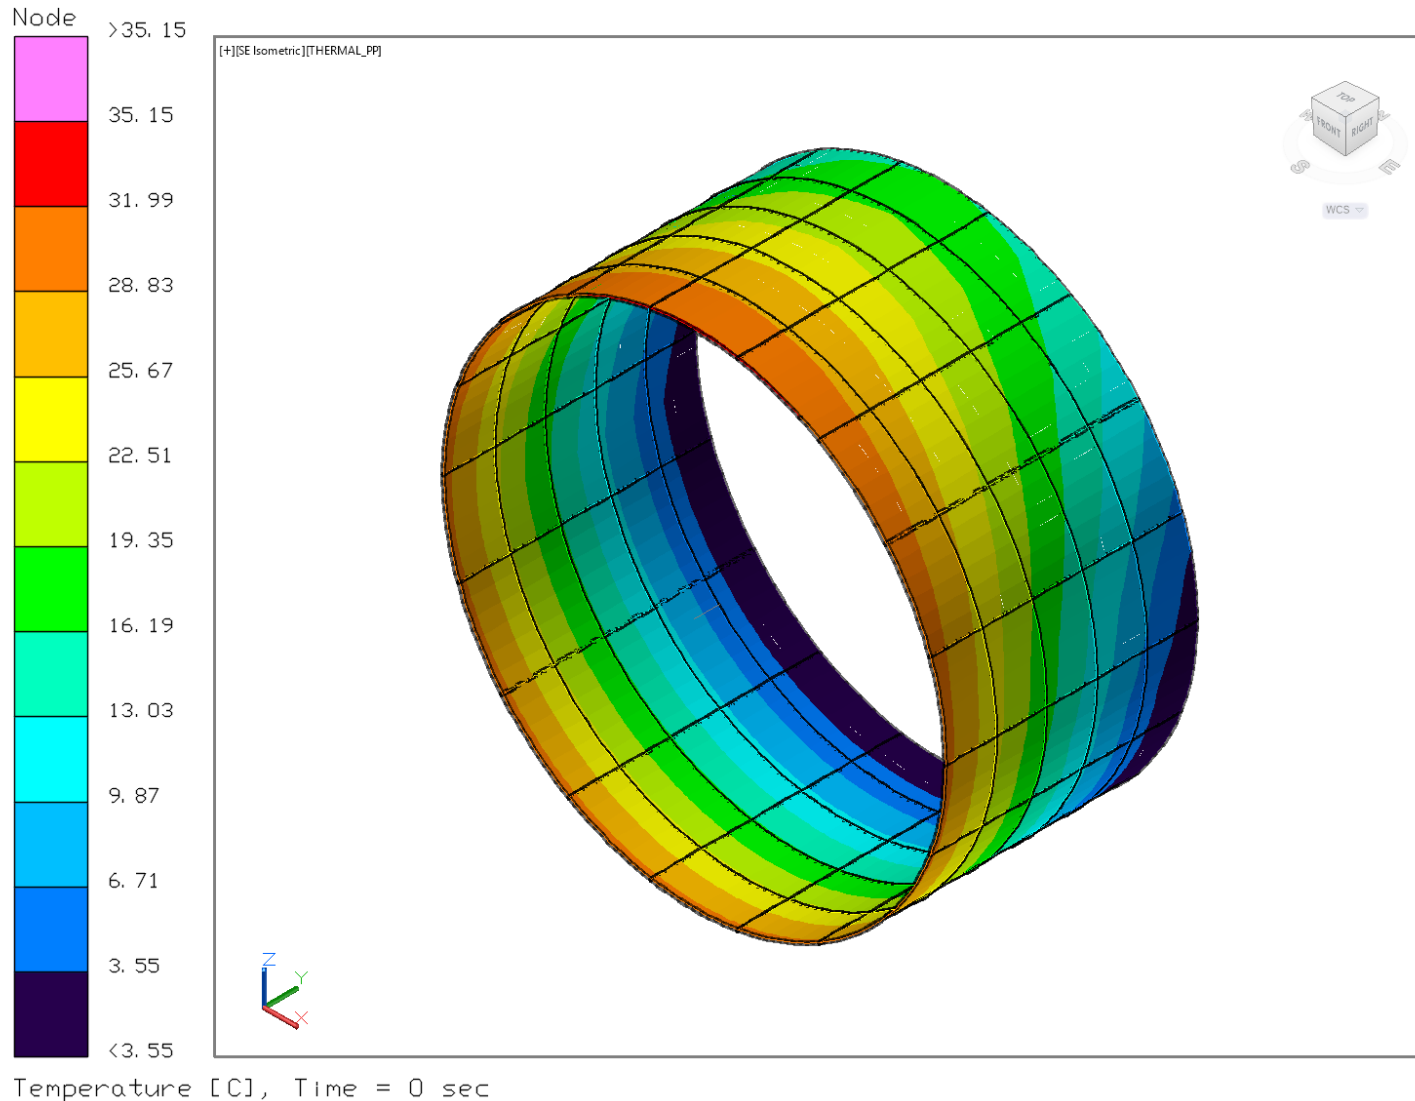 Node
>35.15
35.15
31.99
28.83
25.67
22.51
19.35
16.19
13.03
9.87
6.71
3.55
<3.55
[+][SE Isometric][THERMAL_PP]
TOP
FRONT
RIGHT
S
E
WCS
Z
Y
X
Temperature [C], Time = 0 sec